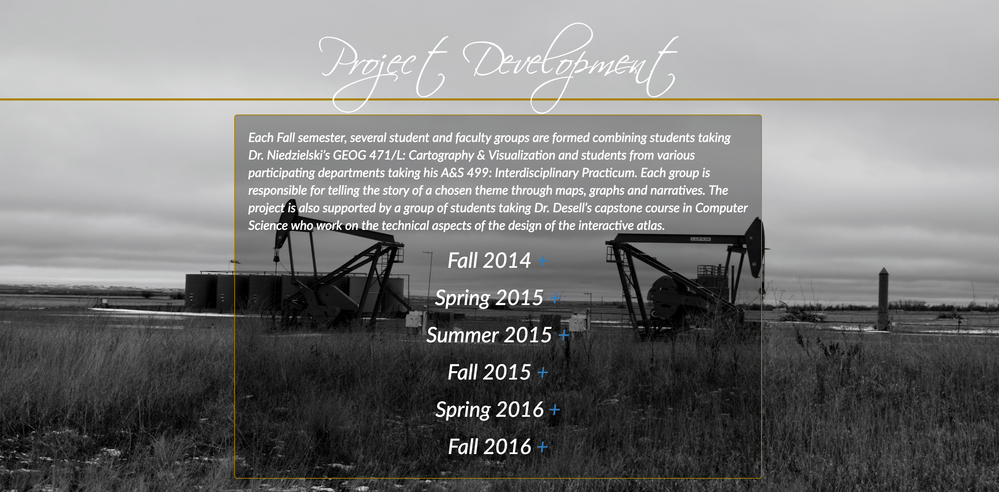 Project Development
Each Fall semester, several student and faculty groups are formed combining students taking
Dr. Niedzielski’s GEOG 471/L: Cartography & Visualization and students from various
participating departments taking his A&S 499: Interdisciplinary Practicum. Each group is
responsible for telling the story of a chosen theme through maps, graphs and narratives. The
project is also supported by a group of students taking Dr. Desell’s capstone course in Computer
Science who work on the technical aspects of the design of the interactive atlas.
LUFKIN
Fall 2014 +
Spring 2015 +
Summer 2015 +
Fall 2015 +
Spring 2016 +
Fall 2016 +